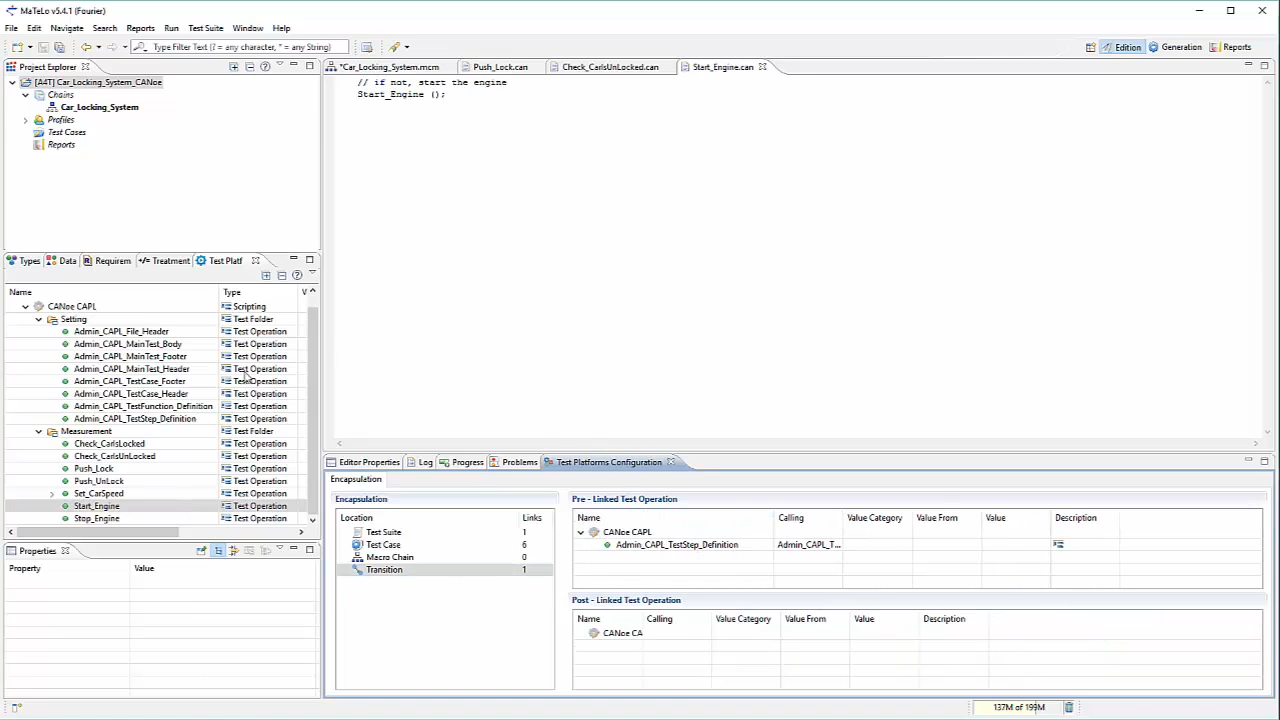 MaTeLo v5.4.1 (Fourier)
File Edit Navigate Search Reports Run Test Suite Window Help
Type Filter Text (? = any character, * = any String)
Edition Generation Reports
Project Explorer
[A4T] Car_Locking_System_CANoe
Chains
Car_Locking_System
Profiles
Test Cases
Reports
*Car_Locking_System.mcm Push_Lock.can Check_CarIsUnLocked.can Start_Engine.can
// if not, start the engine
Start_Engine ();
Types Data Requirem Treatment Test Platf
Name Type V
CANoe CAPL Scripting
Setting Test Folder
Admin_CAPL_File_Header Test Operation
Admin_CAPL_MainTest_Body Test Operation
Admin_CAPL_MainTest_Footer Test Operation
Admin_CAPL_MainTest_Header Test Operation
Admin_CAPL_TestCase_Footer Test Operation
Admin_CAPL_TestCase_Header Test Operation
Admin_CAPL_TestFunction_Definition Test Operation
Admin_CAPL_TestStep_Definition Test Operation
Measurement Test Folder
Check_CarIsLocked Test Operation
Check_CarIsUnLocked Test Operation
Push_Lock Test Operation
Push_UnLock Test Operation
Set_CarSpeed Test Operation
Start_Engine Test Operation
Stop_Engine Test Operation
Properties
Property Value
Editor Properties Log Progress Problems Test Platforms Configuration
Encapsulation
Encapsulation
Location Links
Test Suite 1
Test Case 6
Macro Chain 0
Transition 1
Pre - Linked Test Operation
Name Calling Value Category Value From Value Description
CANoe CAPL
Admin_CAPL_TestStep_Definition Admin_CAPL_T...
Post - Linked Test Operation
Name Calling Value Category Value From Value Description
CANoe CA
137M of 199M